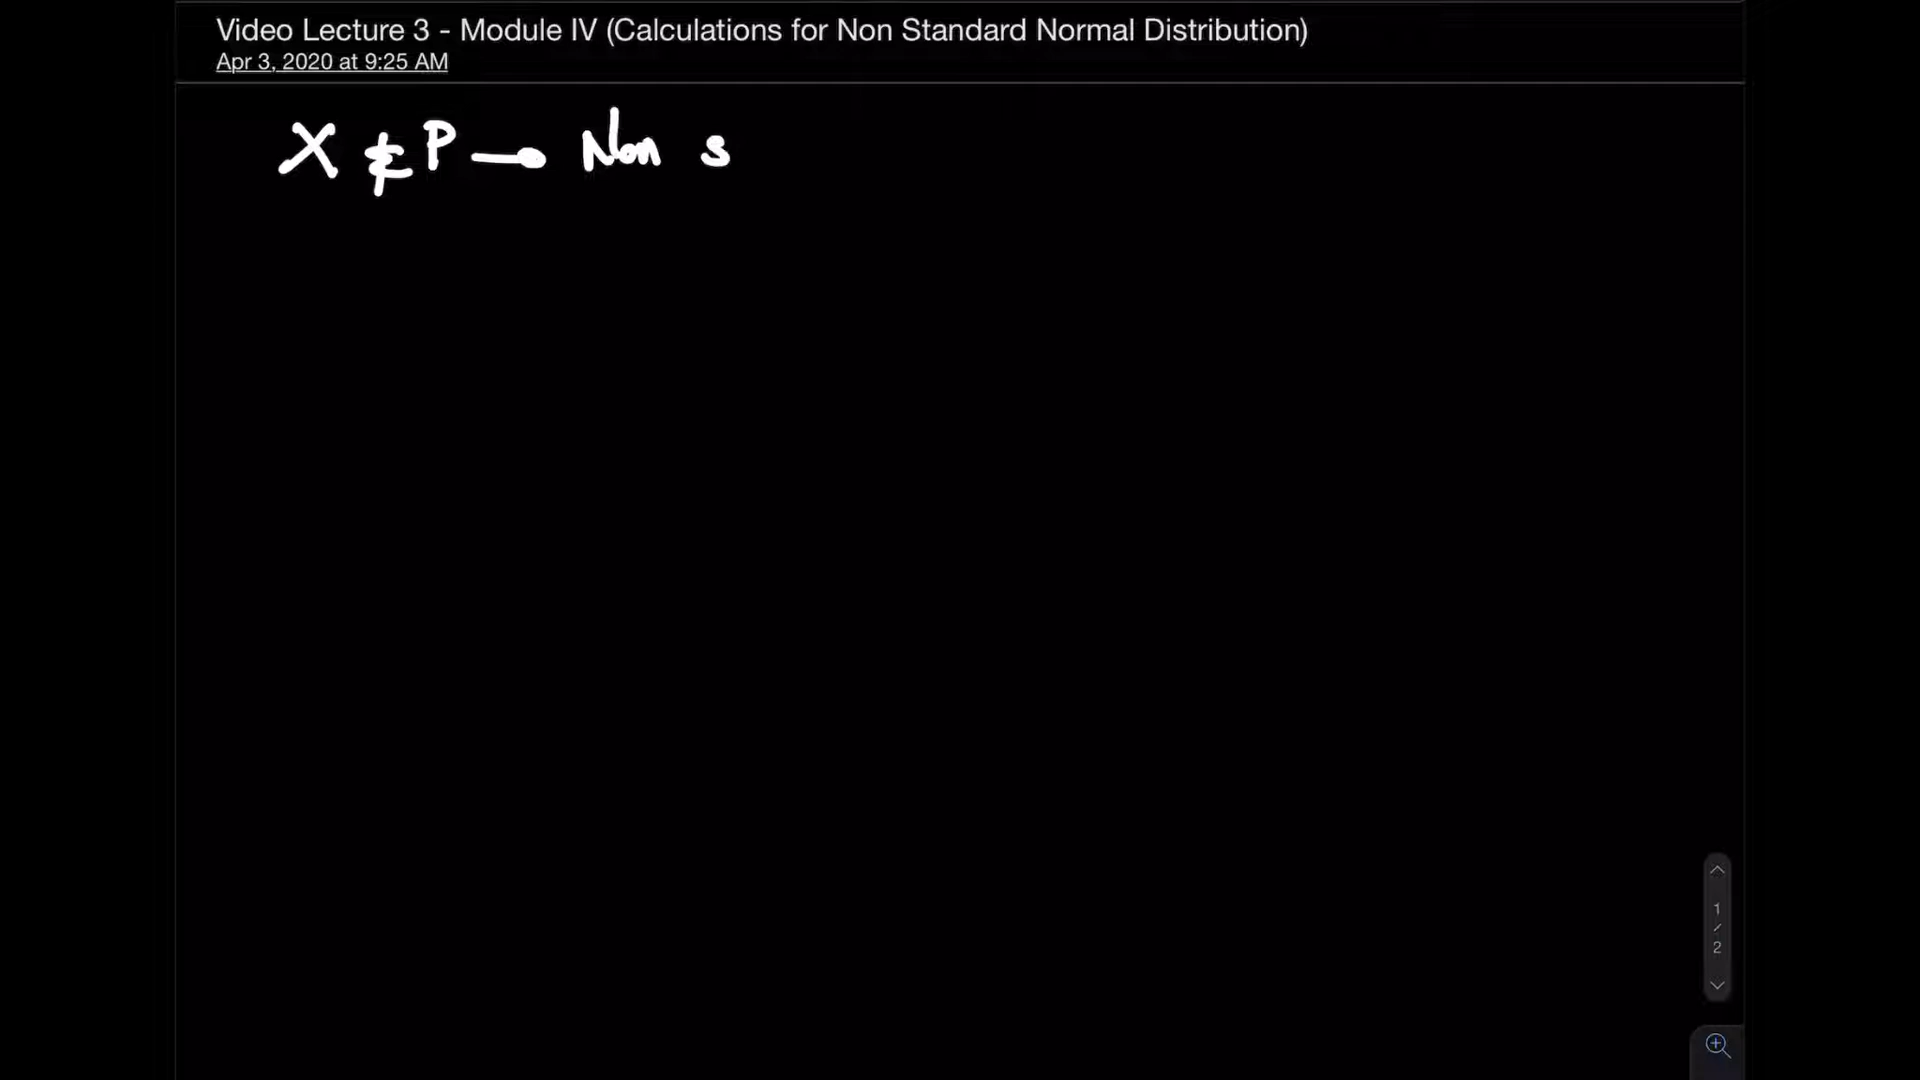 Video Lecture 3 - Module IV (Calculations for Non Standard Normal Distribution)
Apr 3, 2020 at 9:25 AM
X & P → Non s
1
/
2